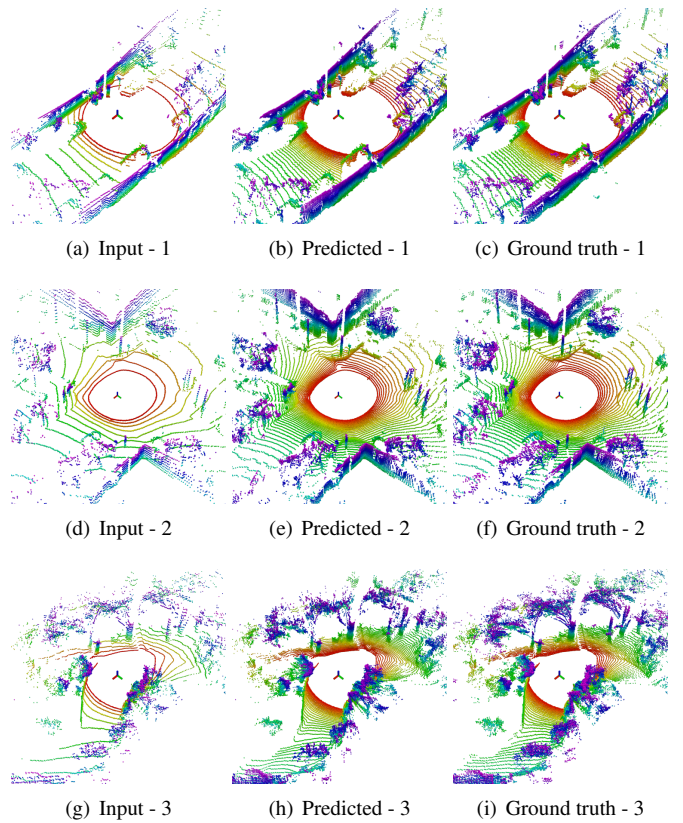 (a) Input - 1
(b) Predicted - 1
(c) Ground truth - 1
(d) Input - 2
(e) Predicted - 2
(f) Ground truth - 2
(g) Input - 3
(h) Predicted - 3
(i) Ground truth - 3